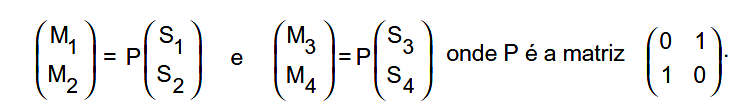 (M₁ M₂) = P(S₁ S₂) e (M₃ M₄) = P(S₃ S₄) onde P é a matriz (0 1 1 0).